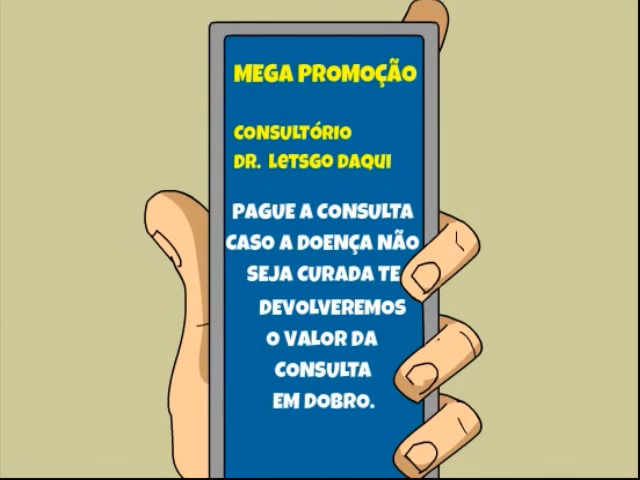 MEGA PROMOÇÃO
CONSULTÓRIO
DR. LETSGO DAQUI
PAGUE A CONSULTA
CASO A DOENÇA NÃO
SEJA CURADA TE
DEVOLVEREMOS
O VALOR DA
CONSULTA
EM DOBRO.